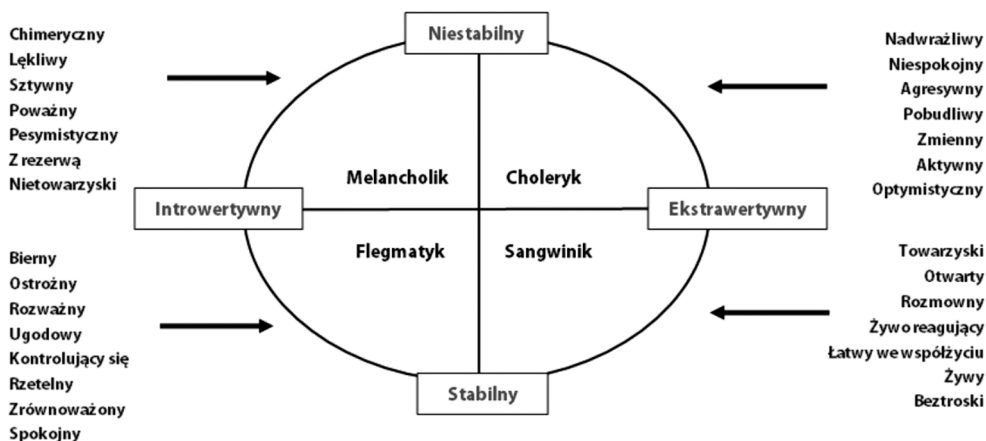 Niestabilny
Chimeryczny
Lękliwy
Sztywny
Poważny
Pesymistyczny
Z rezerwą
Nietowarzyski
Nadwrażliwy
Niespokojny
Agresywny
Pobudliwy
Zmienny
Aktywny
Optymistyczny
Melancholik
Choleryk
Introwertywny
Ekstrawertywny
Flegmatyk
Sangwinik
Bierny
Ostrożny
Rozważny
Ugodowy
Kontrolujący się
Rzetelny
Zrównoważony
Spokojny
Towarzyski
Otwarty
Rozmowny
Żywo reagujący
Łatwy we współżyciu
Żywy
Beztroski
Stabilny